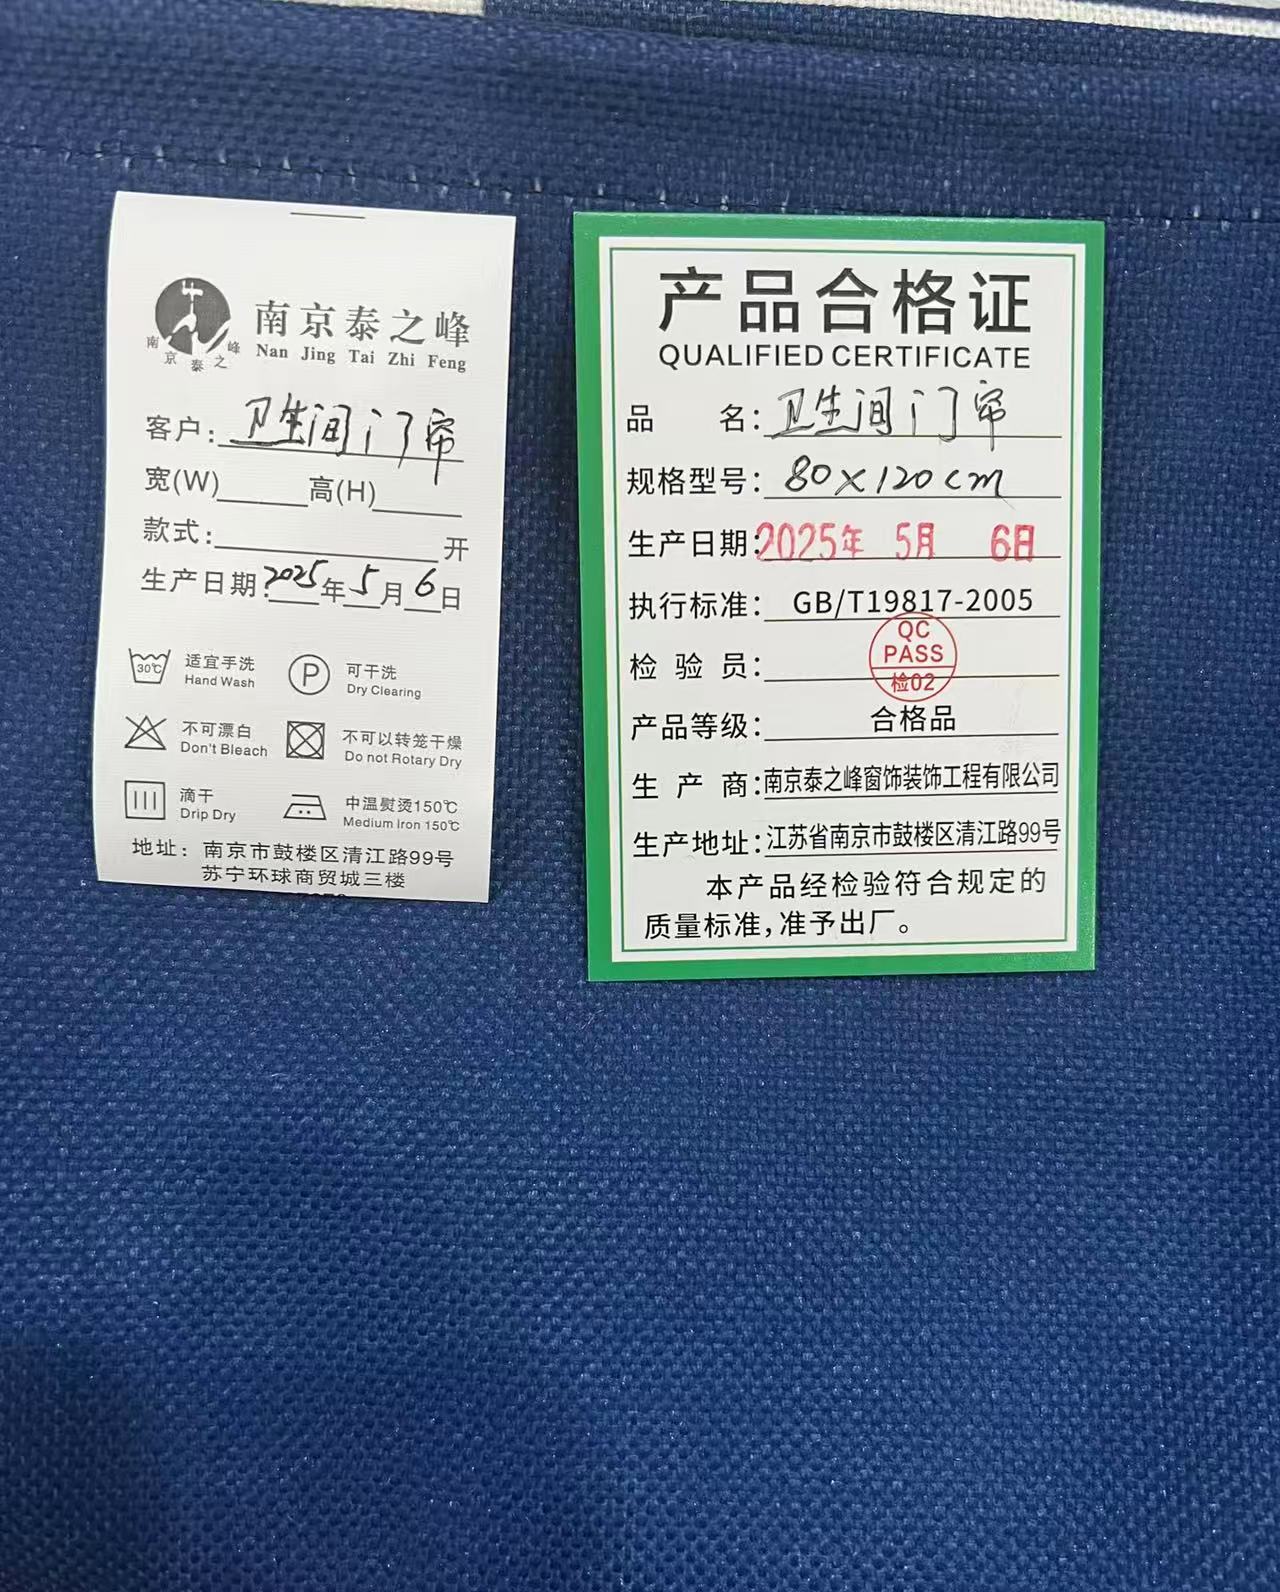 南京泰之峰
南京泰之峰
Nan Jing Tai Zhi Feng
客户：卫生间门帘
宽(W) 高(H)
款式： 开
生产日期：2025年5月6日
30℃ 适宜手洗
Hand Wash
P 可干洗
Dry Clearing
不可漂白
Don't Bleach
不可以转笼干燥
Do not Rotary Dry
滴干
Drip Dry
中温熨烫150℃
Medium Iron 150℃
地址：南京市鼓楼区清江路99号
苏宁环球商贸城三楼
产品合格证
QUALIFIED CERTIFICATE
品名：卫生间门帘
规格型号：80×120cm
生产日期：2025年 5月 6日
执行标准：GB/T19817-2005
检验员：
QC
PASS
检02
产品等级：合格品
生产商：南京泰之峰窗饰装饰工程有限公司
生产地址：江苏省南京市鼓楼区清江路99号
本产品经检验符合规定的
质量标准，准予出厂。